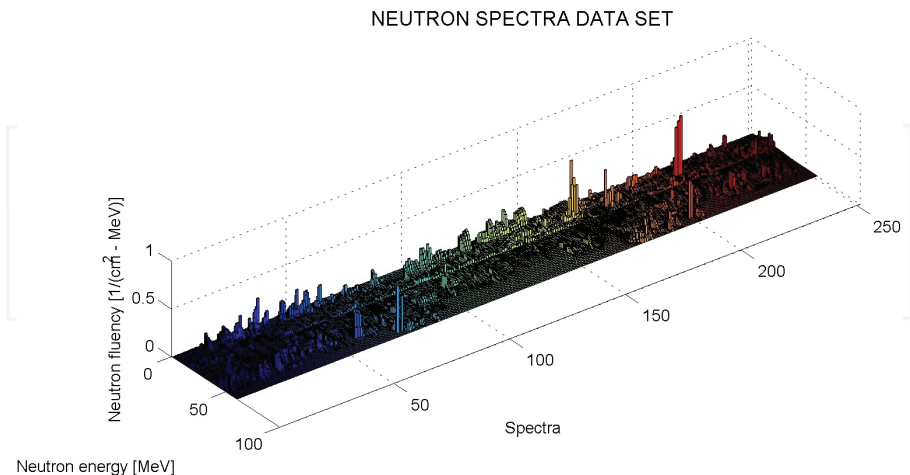 NEUTRON SPECTRA DATA SET
Neutron fluency [1/(cm2 - MeV)]
1
0.5
0
0
50
100
Neutron energy [MeV]
50
100
150
200
250
Spectra